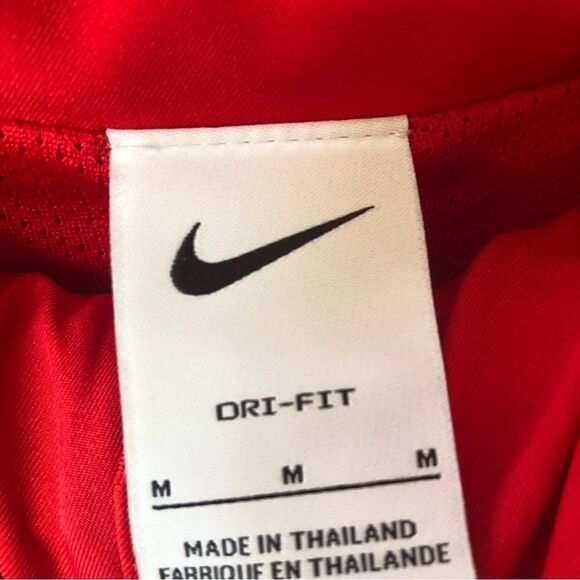 DRI-FIT
M M M
MADE IN THAILAND
FABRIQUE EN THAILANDE